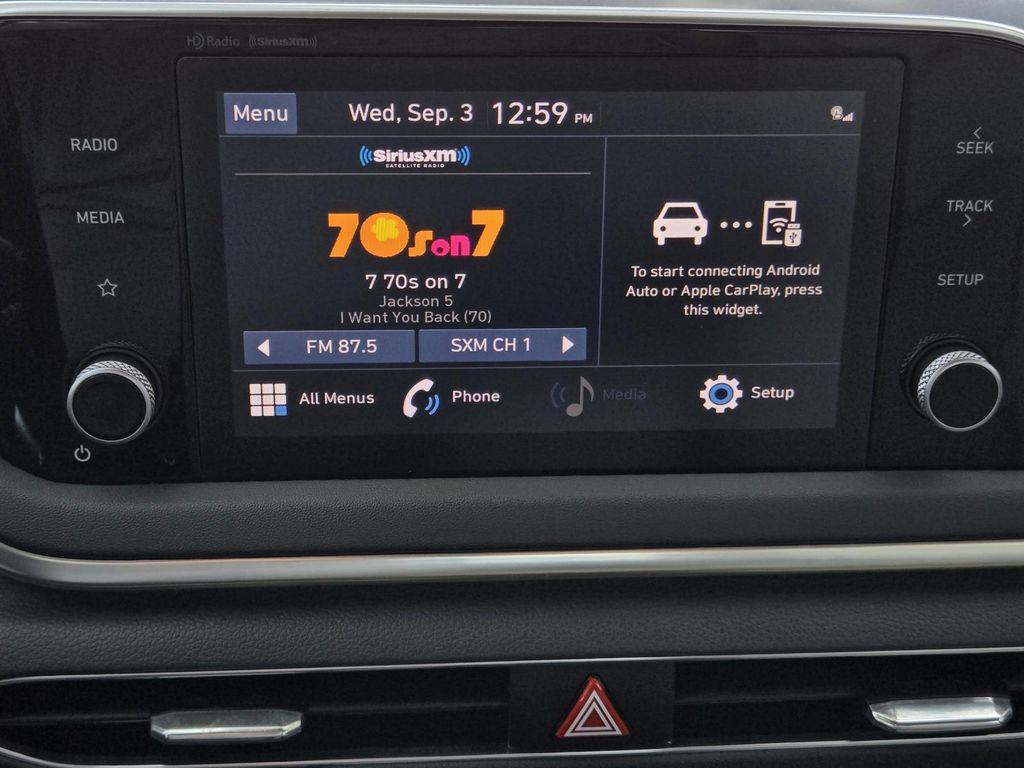 HD Radio ((SiriusXM))
RADIO
MEDIA
SEEK
TRACK
SETUP
Menu
Wed, Sep. 3 12:59 PM
((SiriusXM))
SATELLITE RADIO
70s on 7
7 70s on 7
Jackson 5
I Want You Back (70)
FM 87.5
SXM CH 1
To start connecting Android
Auto or Apple CarPlay, press
this widget.
All Menus
Phone
Media
Setup